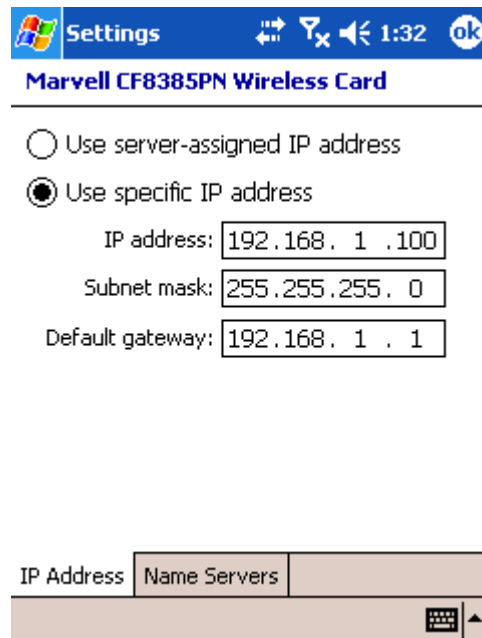 Settings 1:32 ok
Marvell CF8385PN Wireless Card
Use server-assigned IP address
Use specific IP address
IP address: 192.168. 1 .100
Subnet mask: 255.255.255. 0
Default gateway: 192.168. 1 . 1
IP Address Name Servers